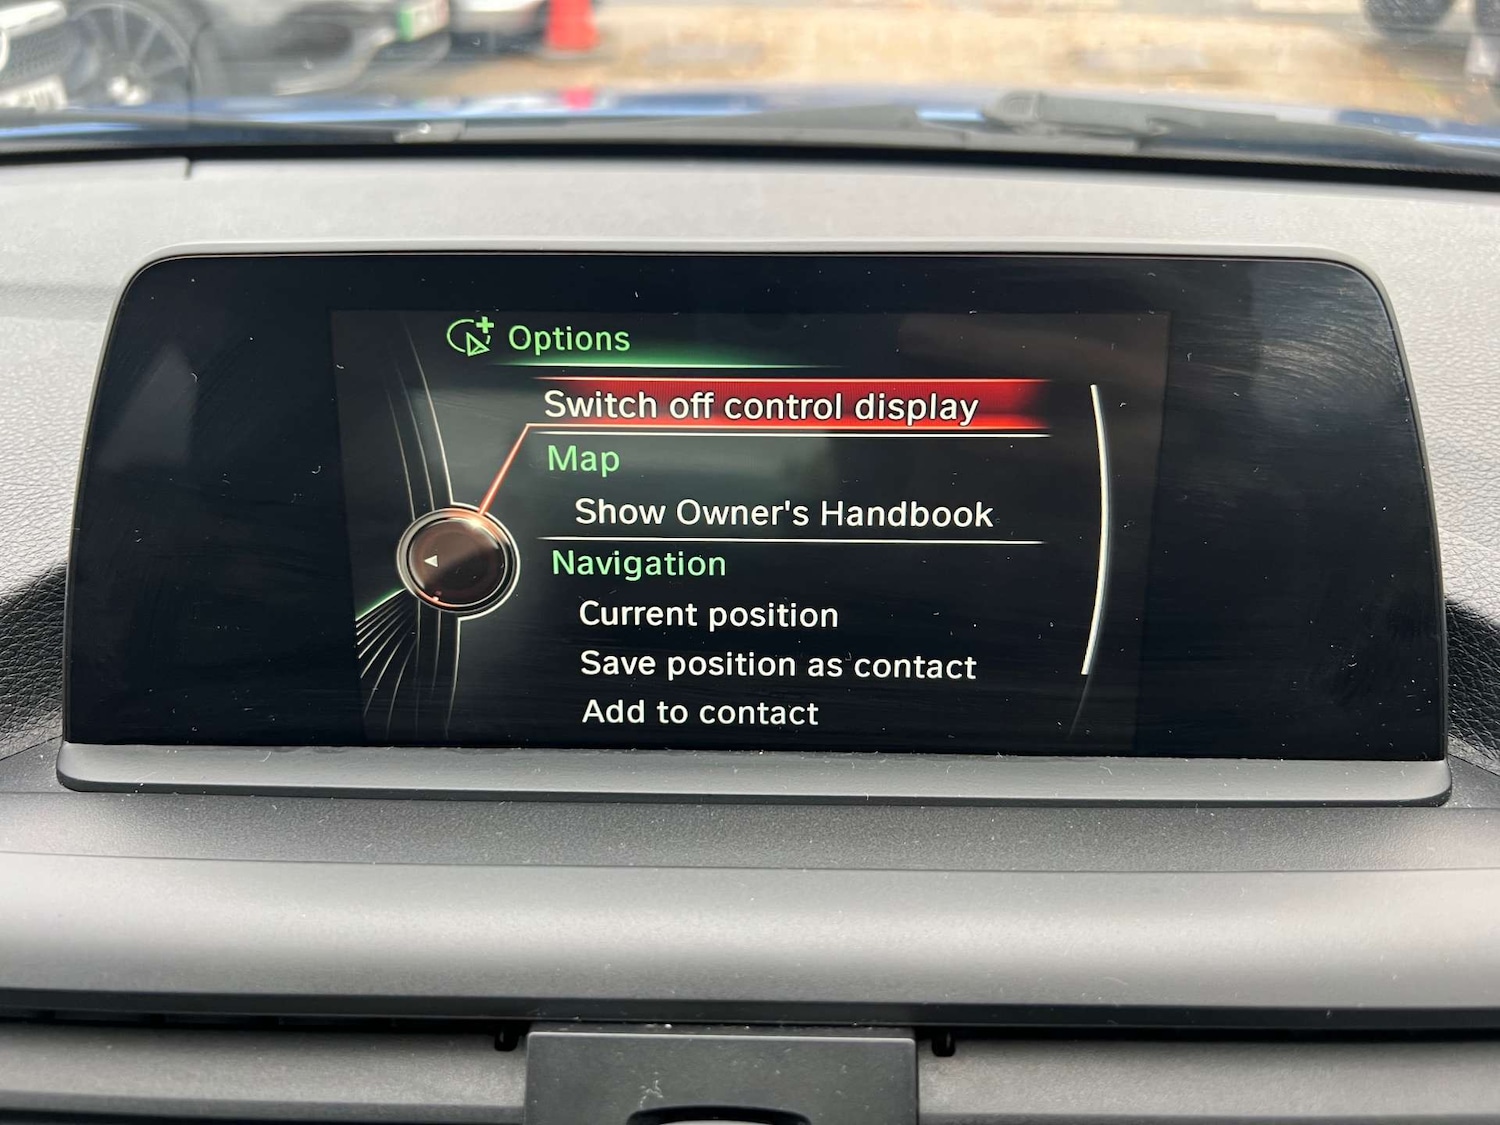 Options
Switch off control display
Map
Show Owner's Handbook
Navigation
Current position
Save position as contact
Add to contact